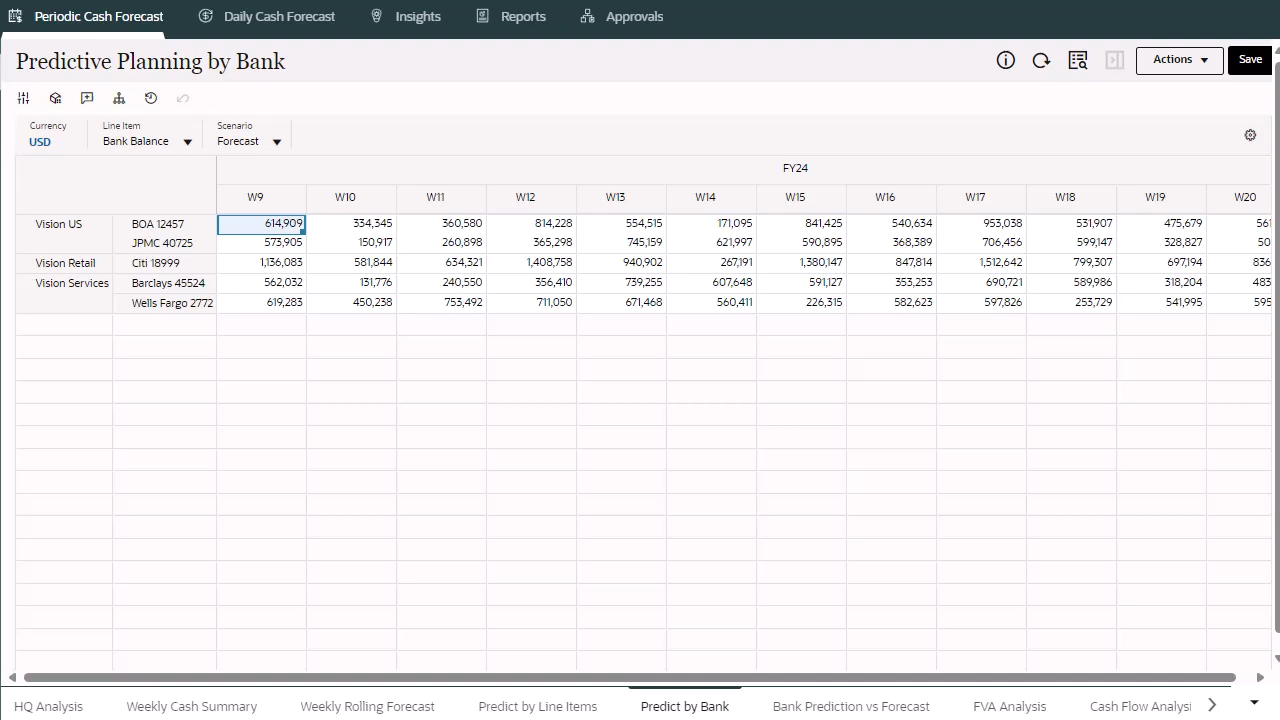 Periodic Cash Forecast Daily Cash Forecast Insights Reports Approvals
Predictive Planning by Bank
Actions Save
Currency Line Item Scenario
USD Bank Balance Forecast
FY24
W9 W10 W11 W12 W13 W14 W15 W16 W17 W18 W19 W20
Vision US BOA 12457 614,909 334,345 360,580 814,228 554,515 171,095 841,425 540,634 957,038 531,907 475,679 561
JPMC 40725 573,905 150,917 260,898 365,298 745,159 621,997 590,895 368,389 706,456 599,147 328,827 50
Vision Retail Citi 18999 1,136,083 581,844 634,321 1,408,758 940,902 267,191 1,380,147 847,814 1,512,642 799,307 697,194 836
Vision Services Barclays 45524 562,032 131,776 240,550 356,410 739,255 607,648 591,127 353,253 690,721 589,986 318,204 483
Wells Fargo 2772 619,283 450,238 753,492 711,050 671,468 560,411 226,315 582,623 597,826 253,729 541,995 595
HQ Analysis Weekly Cash Summary Weekly Rolling Forecast Predict by Line Items Predict by Bank Bank Prediction vs Forecast FVA Analysis Cash Flow Analysi